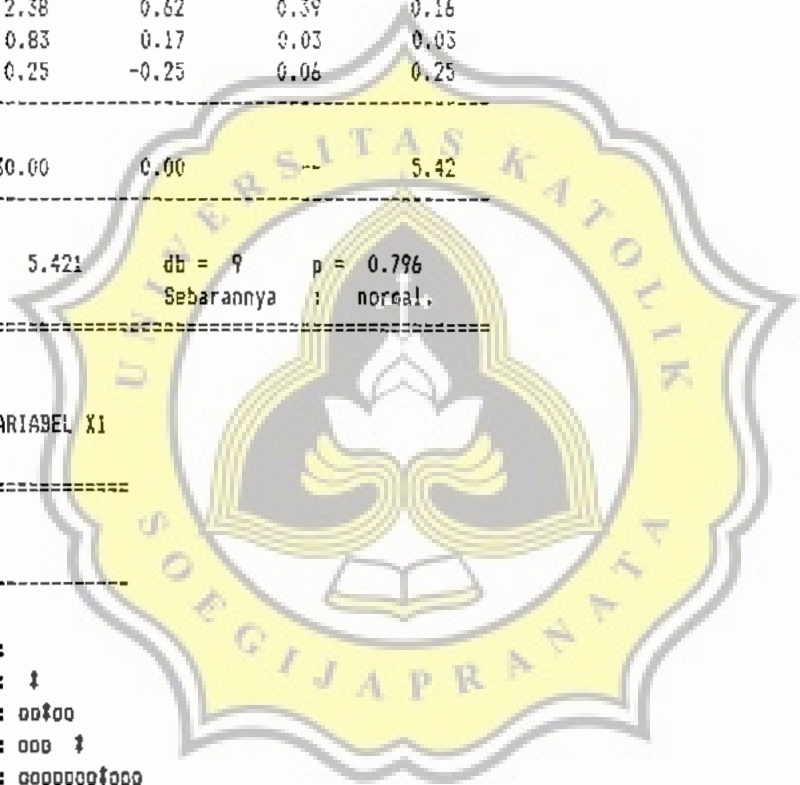 2.38 0.62 0.39 0.16
0.83 0.17 0.03 0.03
0.25 -0.25 0.06 0.25
0.00 0.00 -- 5.42
5.421 db = 9 p = 0.796
Sebarannya : normal.
ARIABEL X1
UNIVERSITAS KATOLIK
SOEGIJAPRANATA